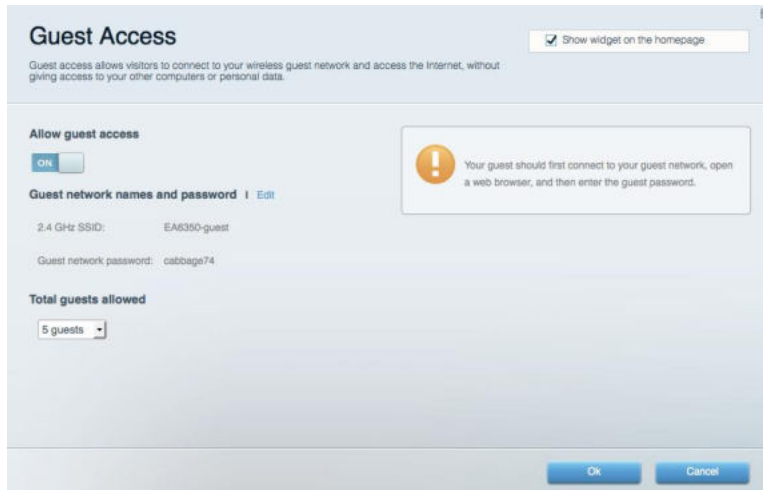 Guest Access
Show widget on the homepage
Guest access allows visitors to connect to your wireless guest network and access the Internet, without
giving access to your other computers or personal data.
Allow guest access
ON
Your guest should first connect to your guest network, open
a web browser, and then enter the guest password.
Guest network names and password | Edit
2.4 GHz SSID: EA6350-guest
Guest network password: cabbage74
Total guests allowed
5 guests
Ok Cancel